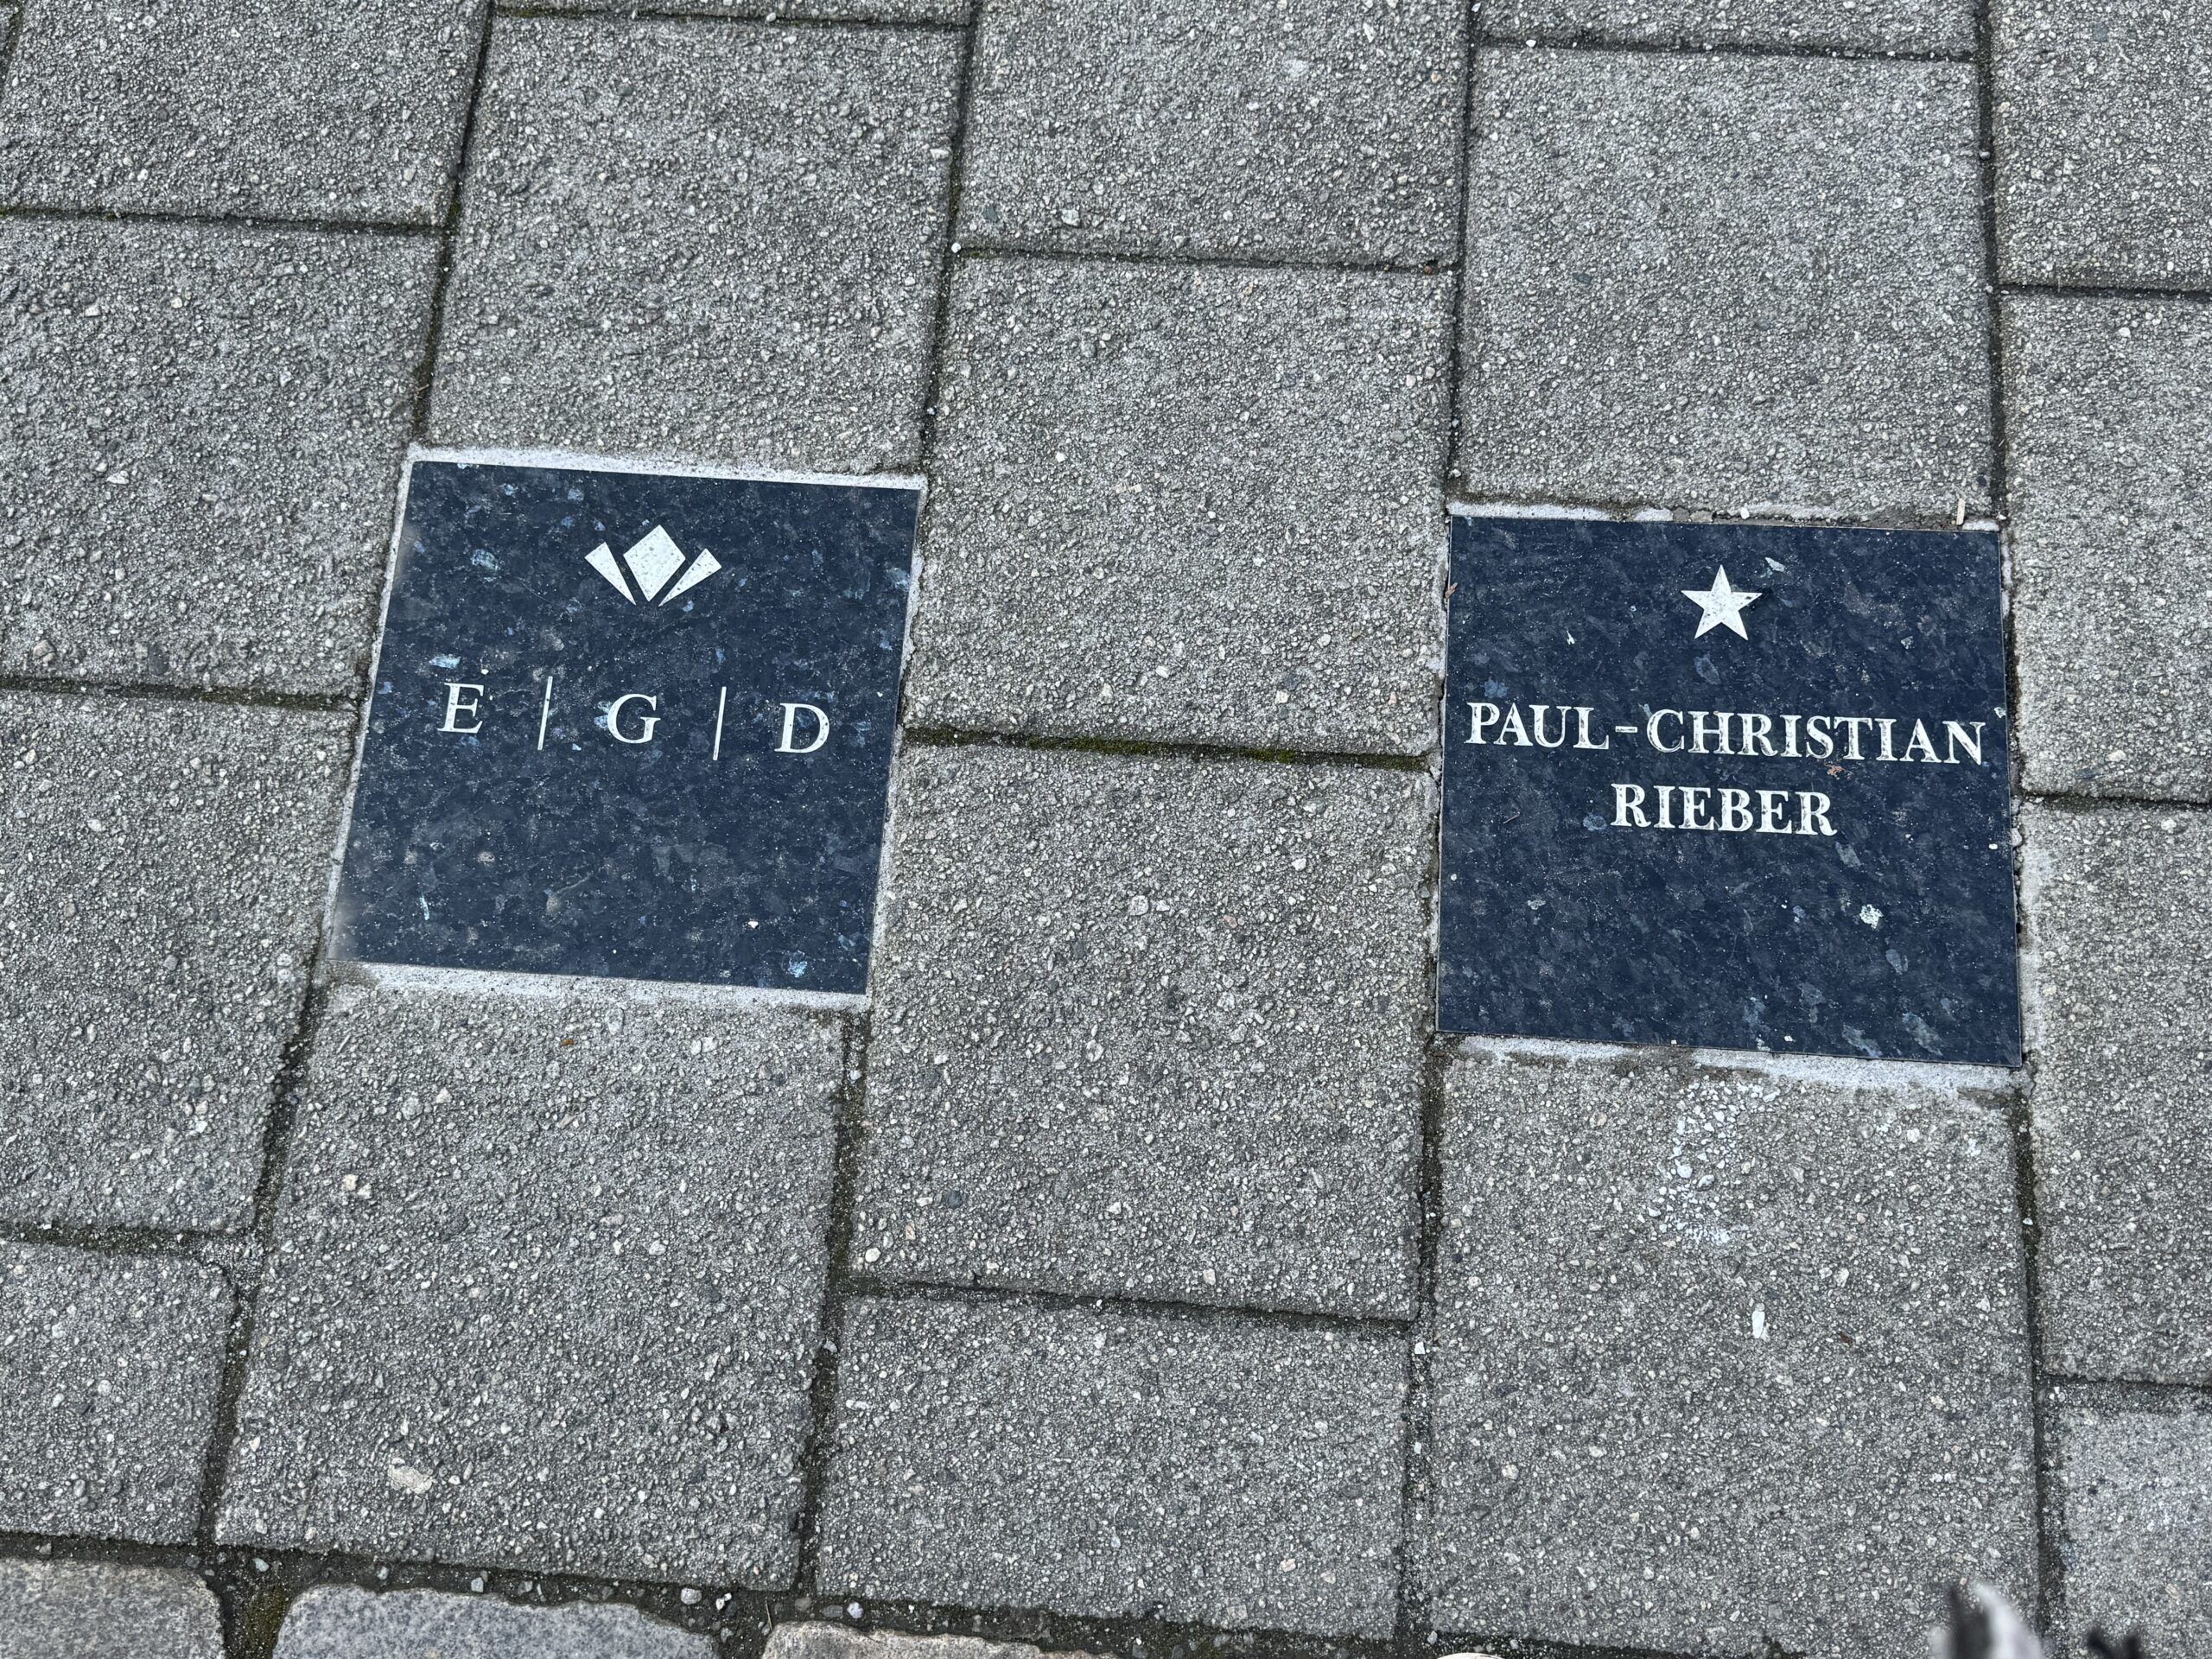 E | G | D
PAUL-CHRISTIAN
RIEBER